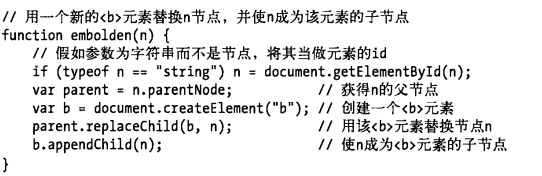 // 用一个新的<b>元素替换n节点，并使n成为该元素的子节点
function embolden(n) {
    // 假如参数为字符串而不是节点，将其当做元素的id
    if (typeof n == "string") n = document.getElementById(n);
    var parent = n.parentNode;              // 获得n的父节点
    var b = document.createElement("b"); // 创建一个<b>元素
    parent.replaceChild(b, n);              // 用该<b>元素替换节点n
    b.appendChild(n);                       // 使n成为<b>元素的子节点
}